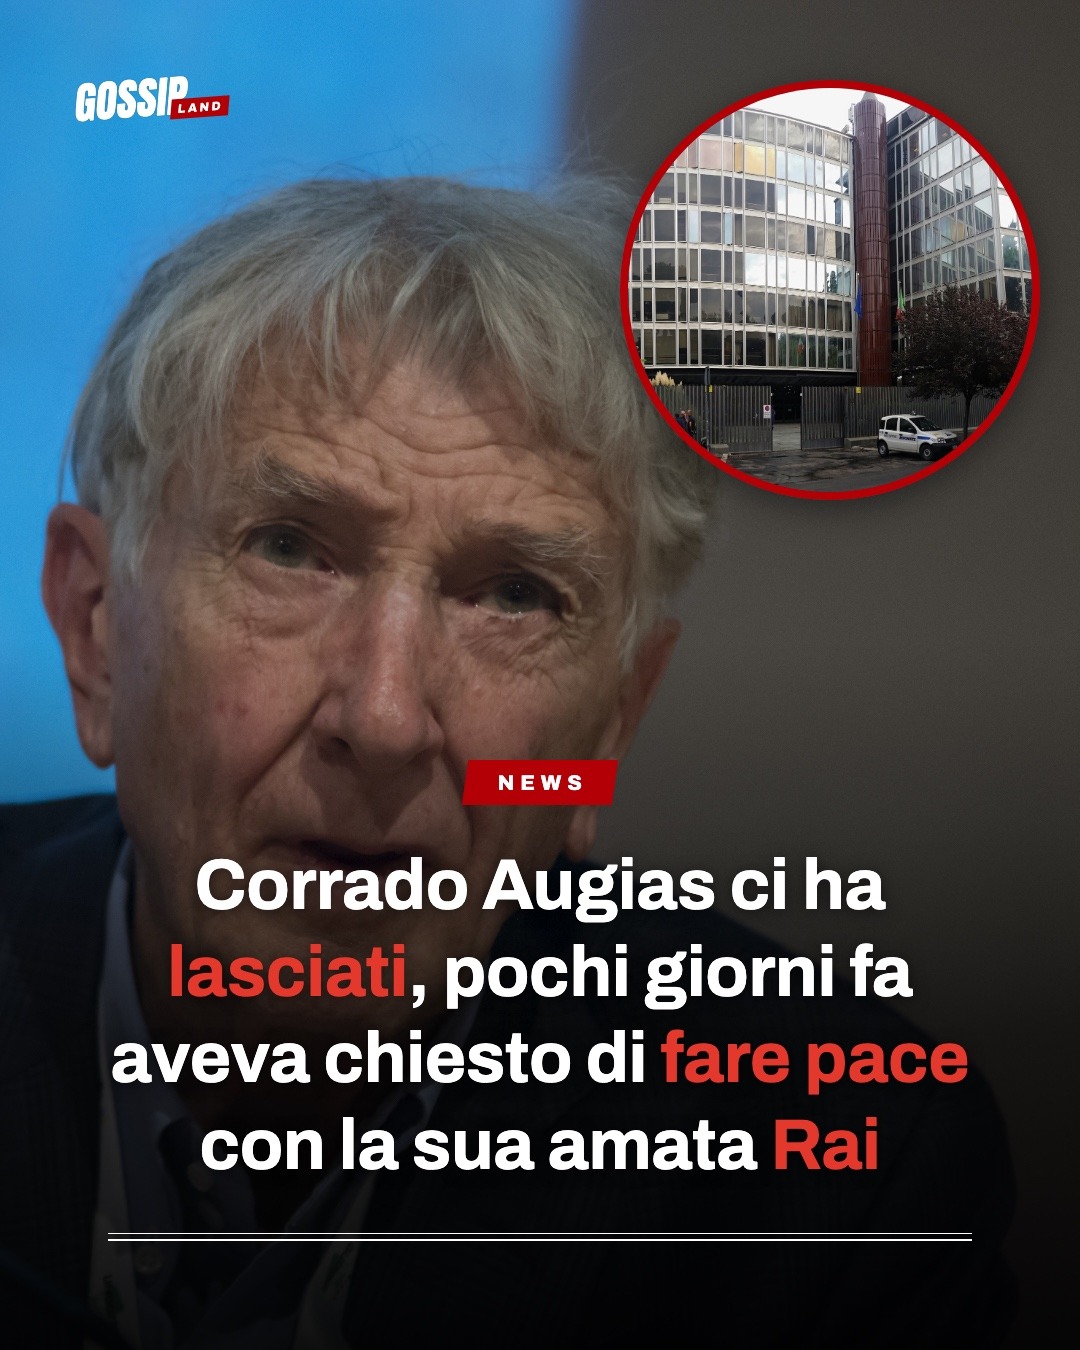 GOSSIP
LAND
NEWS
Corrado Augias ci ha
lasciati, pochi giorni fa
aveva chiesto di fare pace
con la sua amata Rai